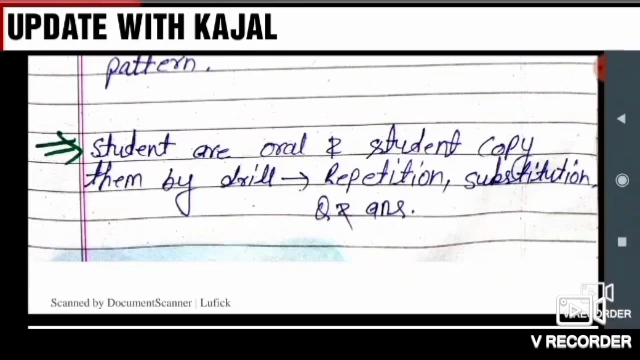 UPDATE WITH KAJAL
pattern.
⇒ student are oral & student copy
them by drill → Repetition, substitution,
Q & ans.
Scanned by DocumentScanner | Lufick
V RECORDER
V RECORDER